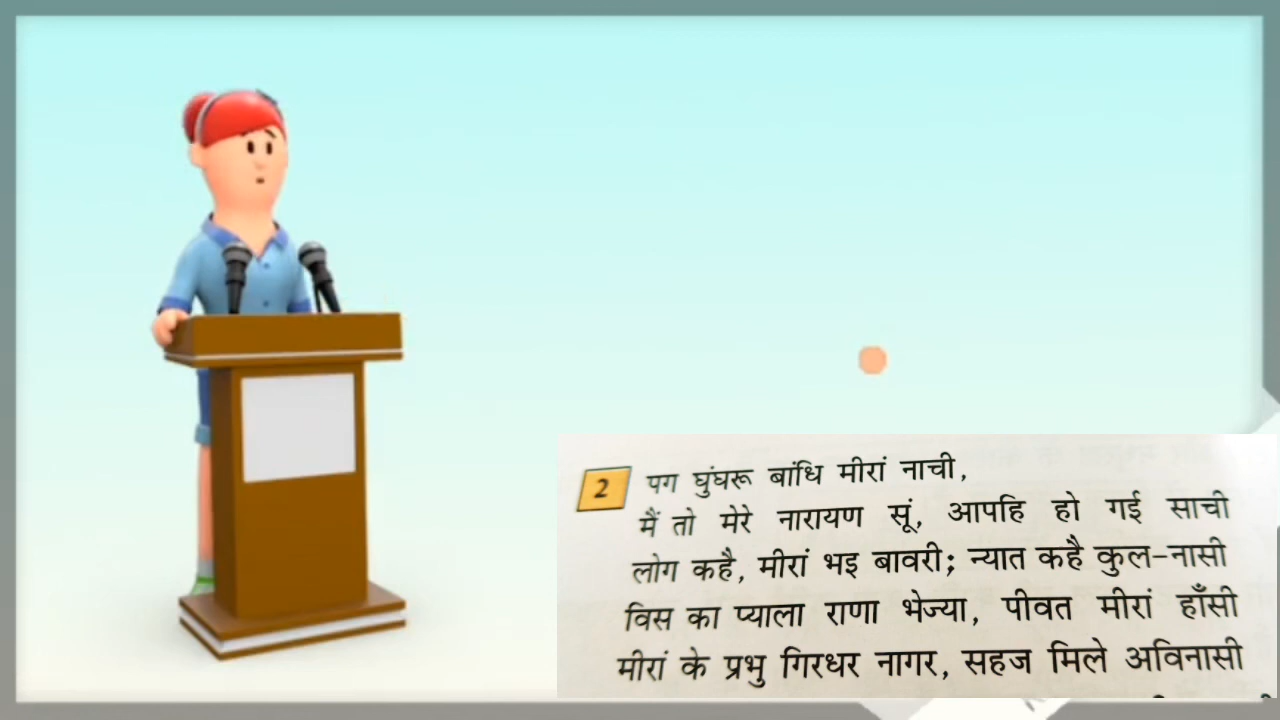 2
पग घुंघरू बांधि मीरां नाची,
मैं तो मेरे नारायण सूं, आपहि हो गई साची
लोग कहै, मीरां भइ बावरी; न्यात कहै कुल-नासी
विस का प्याला राणा भेज्या, पीवत मीरां हाँसी
मीरां के प्रभु गिरधर नागर, सहज मिले अविनासी